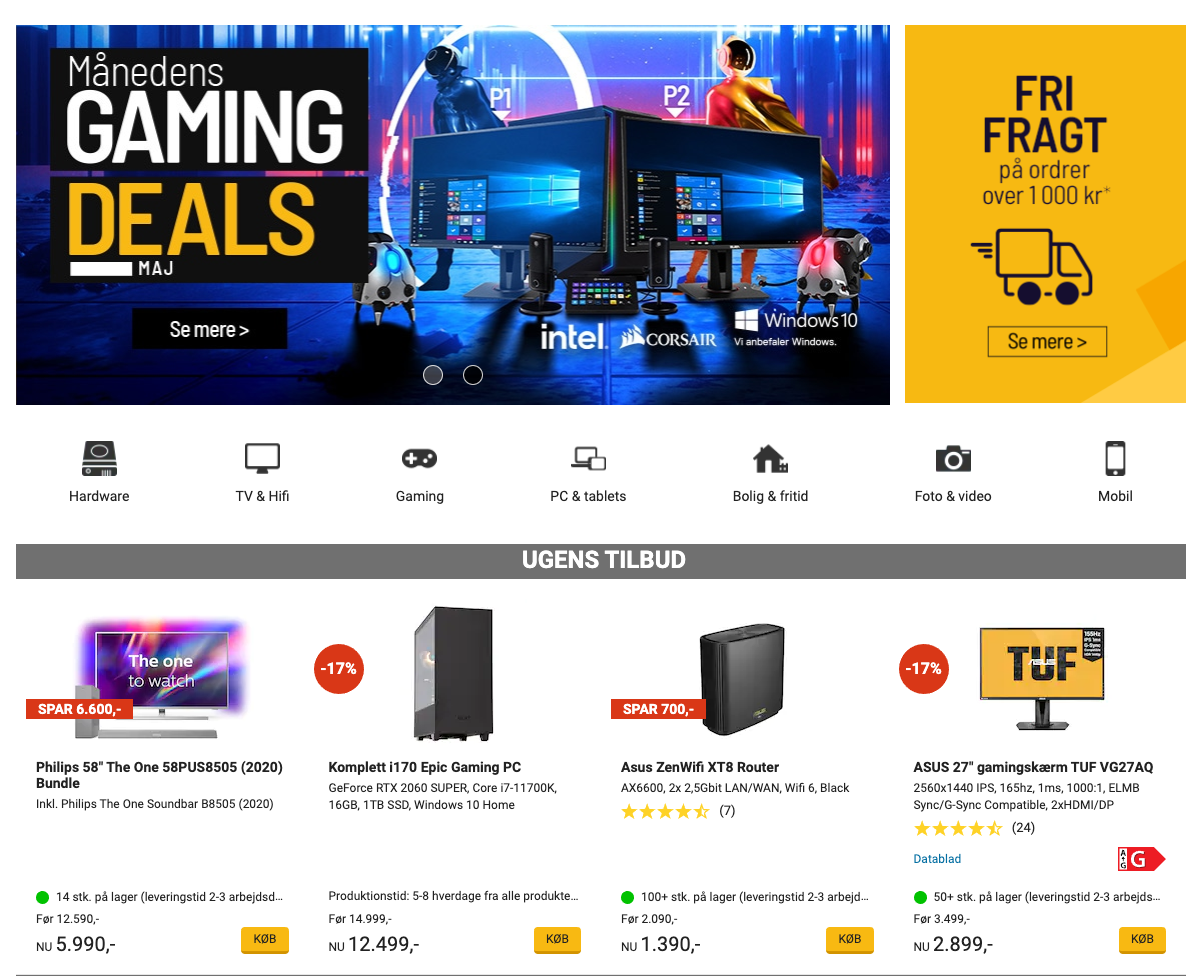 Månedens
GAMING
DEALS
MAJ
Se mere >
P1
P2
intel.
CORSAIR
Windows 10
Vi anbefaler Windows.
FRI
FRAGT
på ordrer
over 1 000 kr*
Se mere >
Hardware
TV & Hifi
Gaming
PC & tablets
Bolig & fritid
Foto & video
Mobil
UGENS TILBUD
The one
to watch
SPAR 6.600,-
Philips 58" The One 58PUS8505 (2020)
Bundle
Inkl. Philips The One Soundbar B8505 (2020)
14 stk. på lager (leveringstid 2-3 arbejdsd...
Før 12.590,-
NU 5.990,-
KØB
-17%
Komplett i170 Epic Gaming PC
GeForce RTX 2060 SUPER, Core i7-11700K,
16GB, 1TB SSD, Windows 10 Home
Produktionstid: 5-8 hverdage fra alle produkte...
Før 14.999,-
NU 12.499,-
KØB
SPAR 700,-
Asus ZenWifi XT8 Router
AX6600, 2x 2,5Gbit LAN/WAN, Wifi 6, Black
(7)
100+ stk. på lager (leveringstid 2-3 arbejd...
Før 2.090,-
NU 1.390,-
KØB
-17%
155Hz
IPS 1ms
G-Sync
TUF
ASUS
ASUS 27" gamingskærm TUF VG27AQ
2560x1440 IPS, 165hz, 1ms, 1000:1, ELMB
Sync/G-Sync Compatible, 2xHDMI/DP
(24)
Datablad
A
G
G
50+ stk. på lager (leveringstid 2-3 arbejds...
Før 3.499,-
NU 2.899,-
KØB